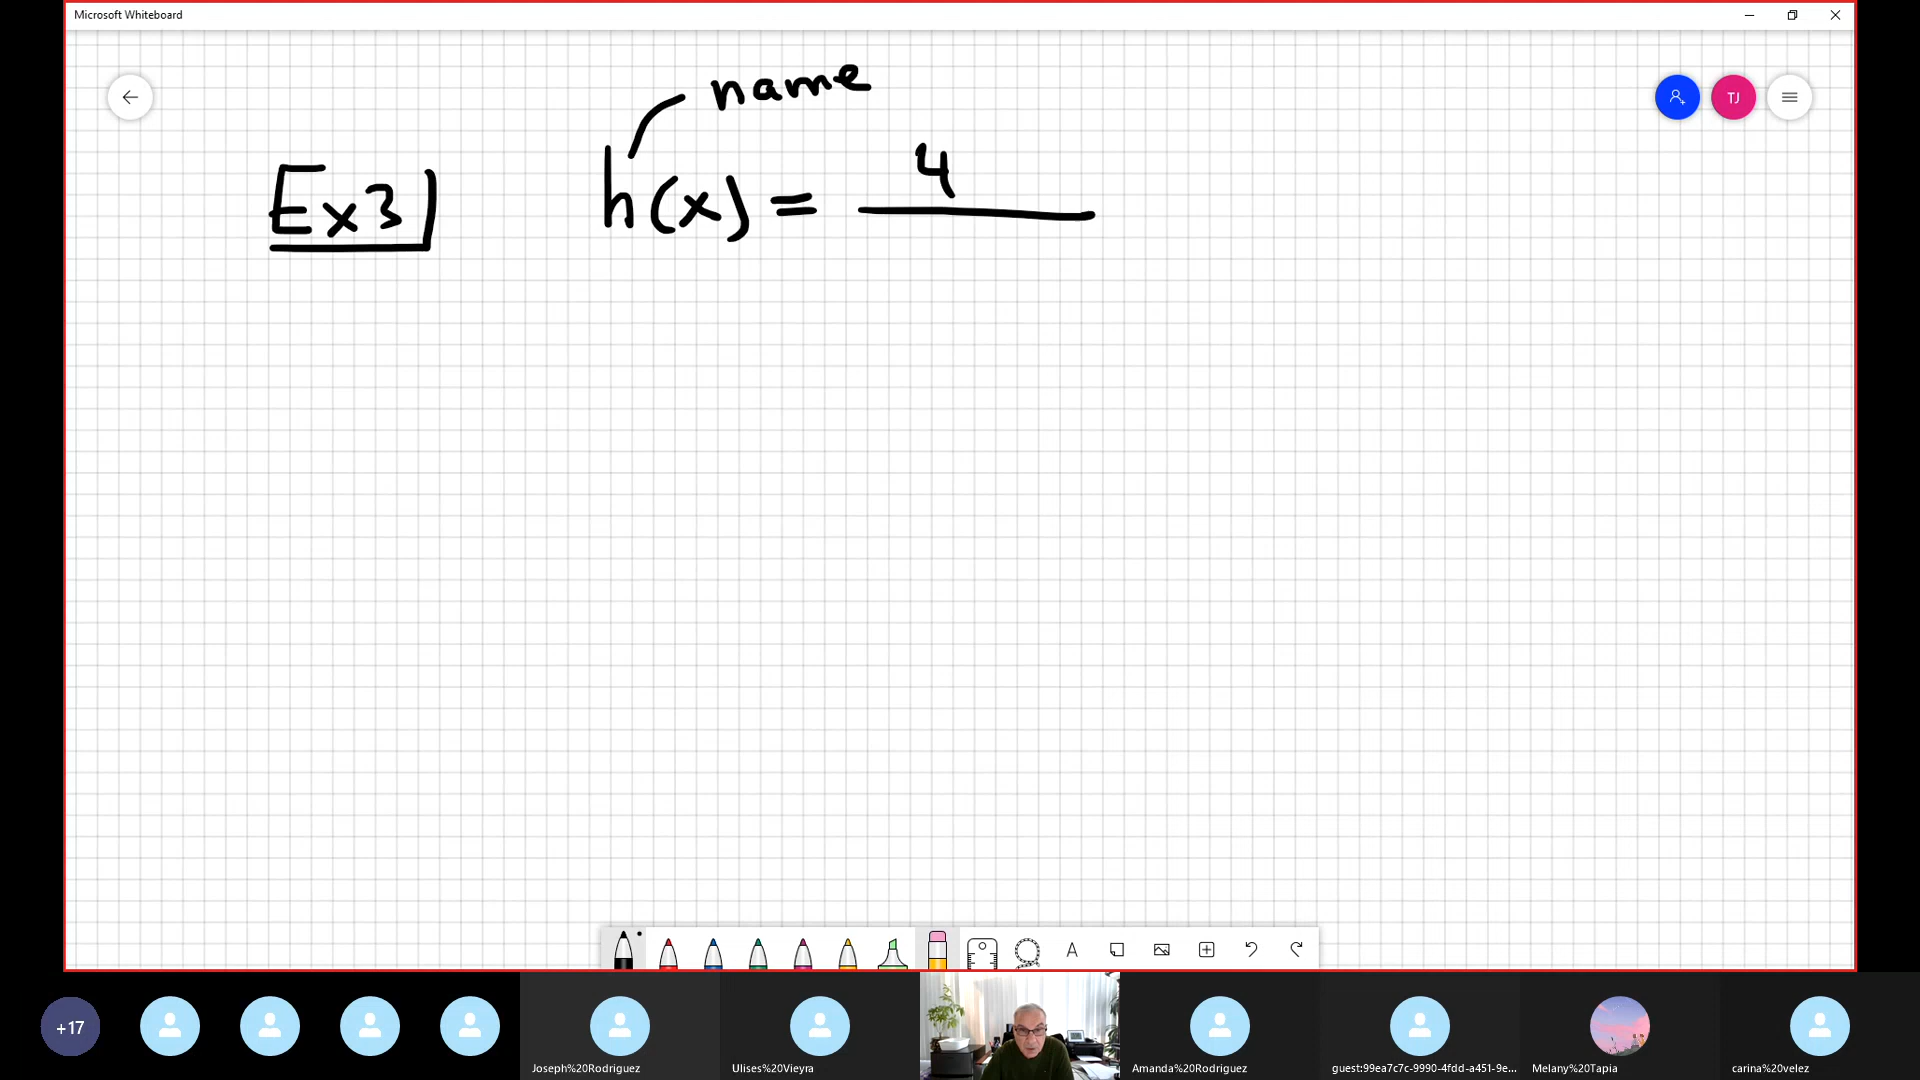 Microsoft Whiteboard
name
TJ
Ex3
h(x) = 4
A
+17
Joseph%20Rodriguez
Ulises%20Vieyra
Amanda%20Rodriguez
guest:99ea7c7c-9990-4fdd-a451-9e...
Melany%20Tapia
carina%20velez